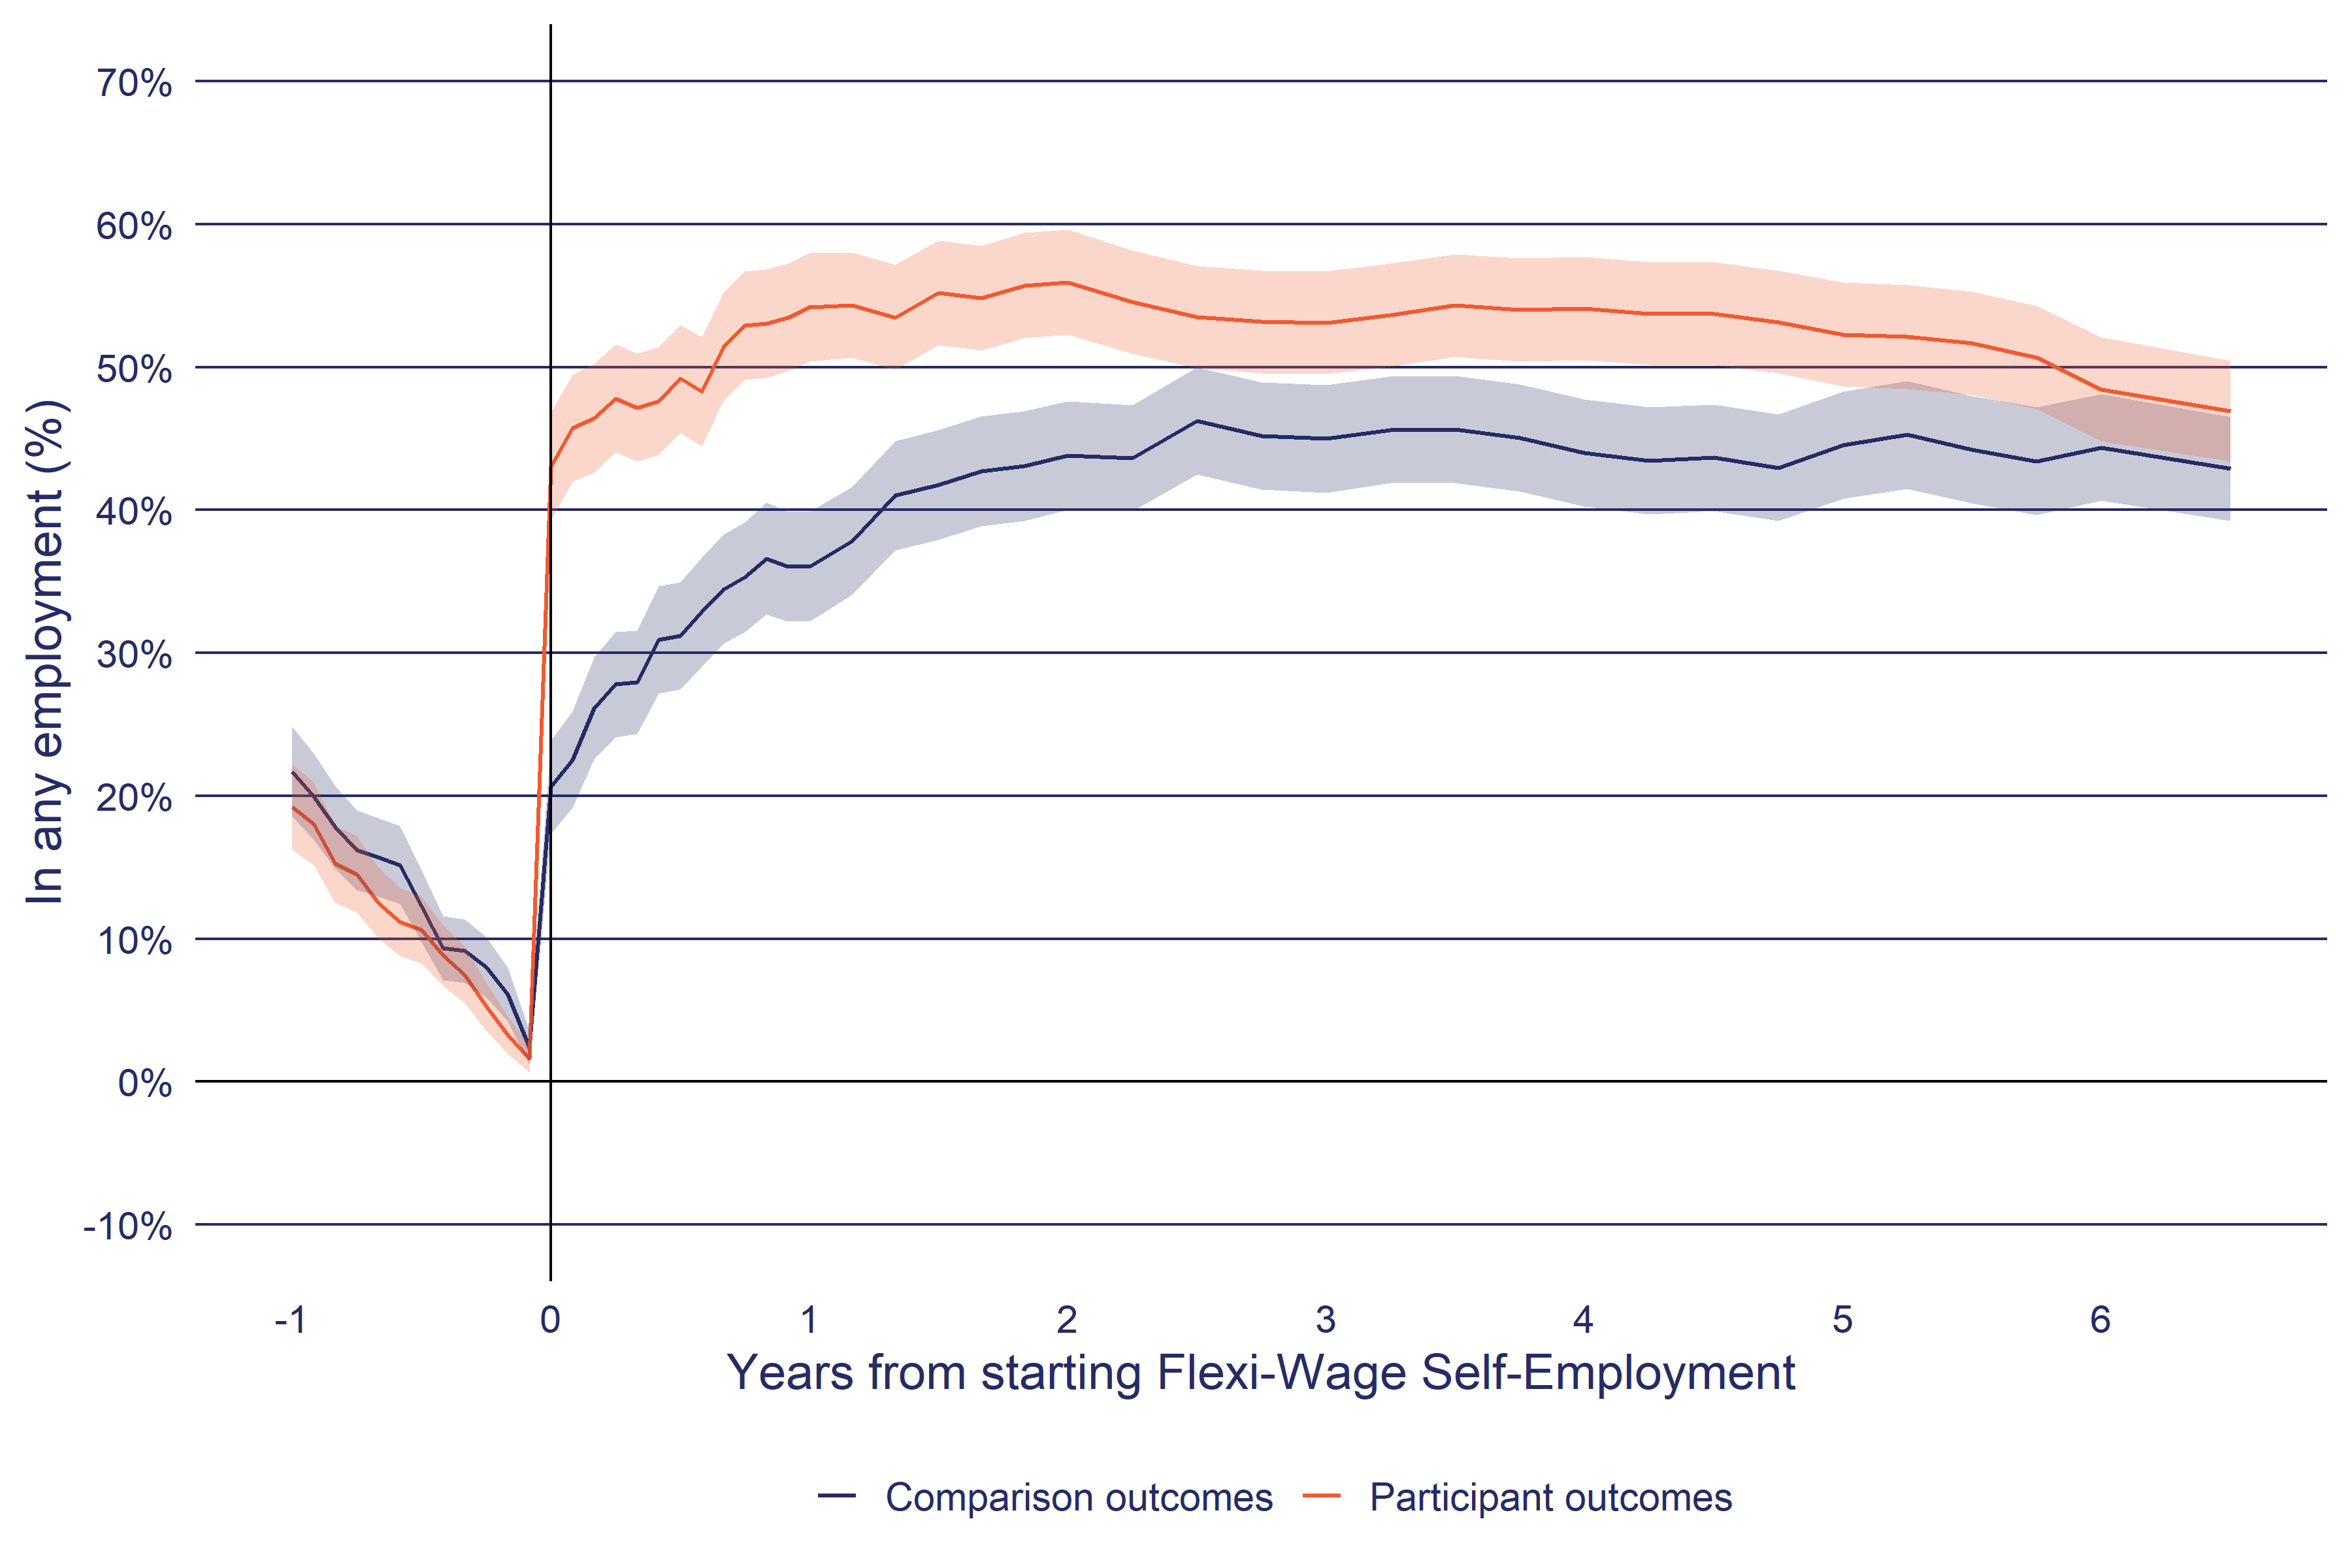 In any employment (%)
70%
60%
50%
40%
30%
20%
10%
0%
-10%
-1 0 1 2 3 4 5 6
Years from starting Flexi-Wage Self-Employment
Comparison outcomes Participant outcomes